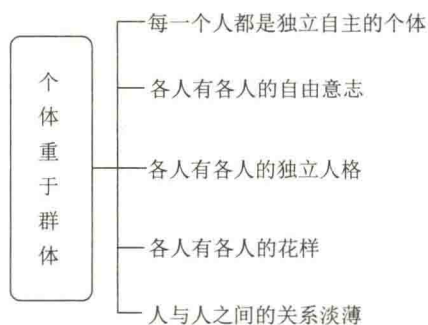 个体重于群体
每一个人都是独立自主的个体
各人有各人的自由意志
各人有各人的独立人格
各人有各人的花样
人与人之间的关系淡薄